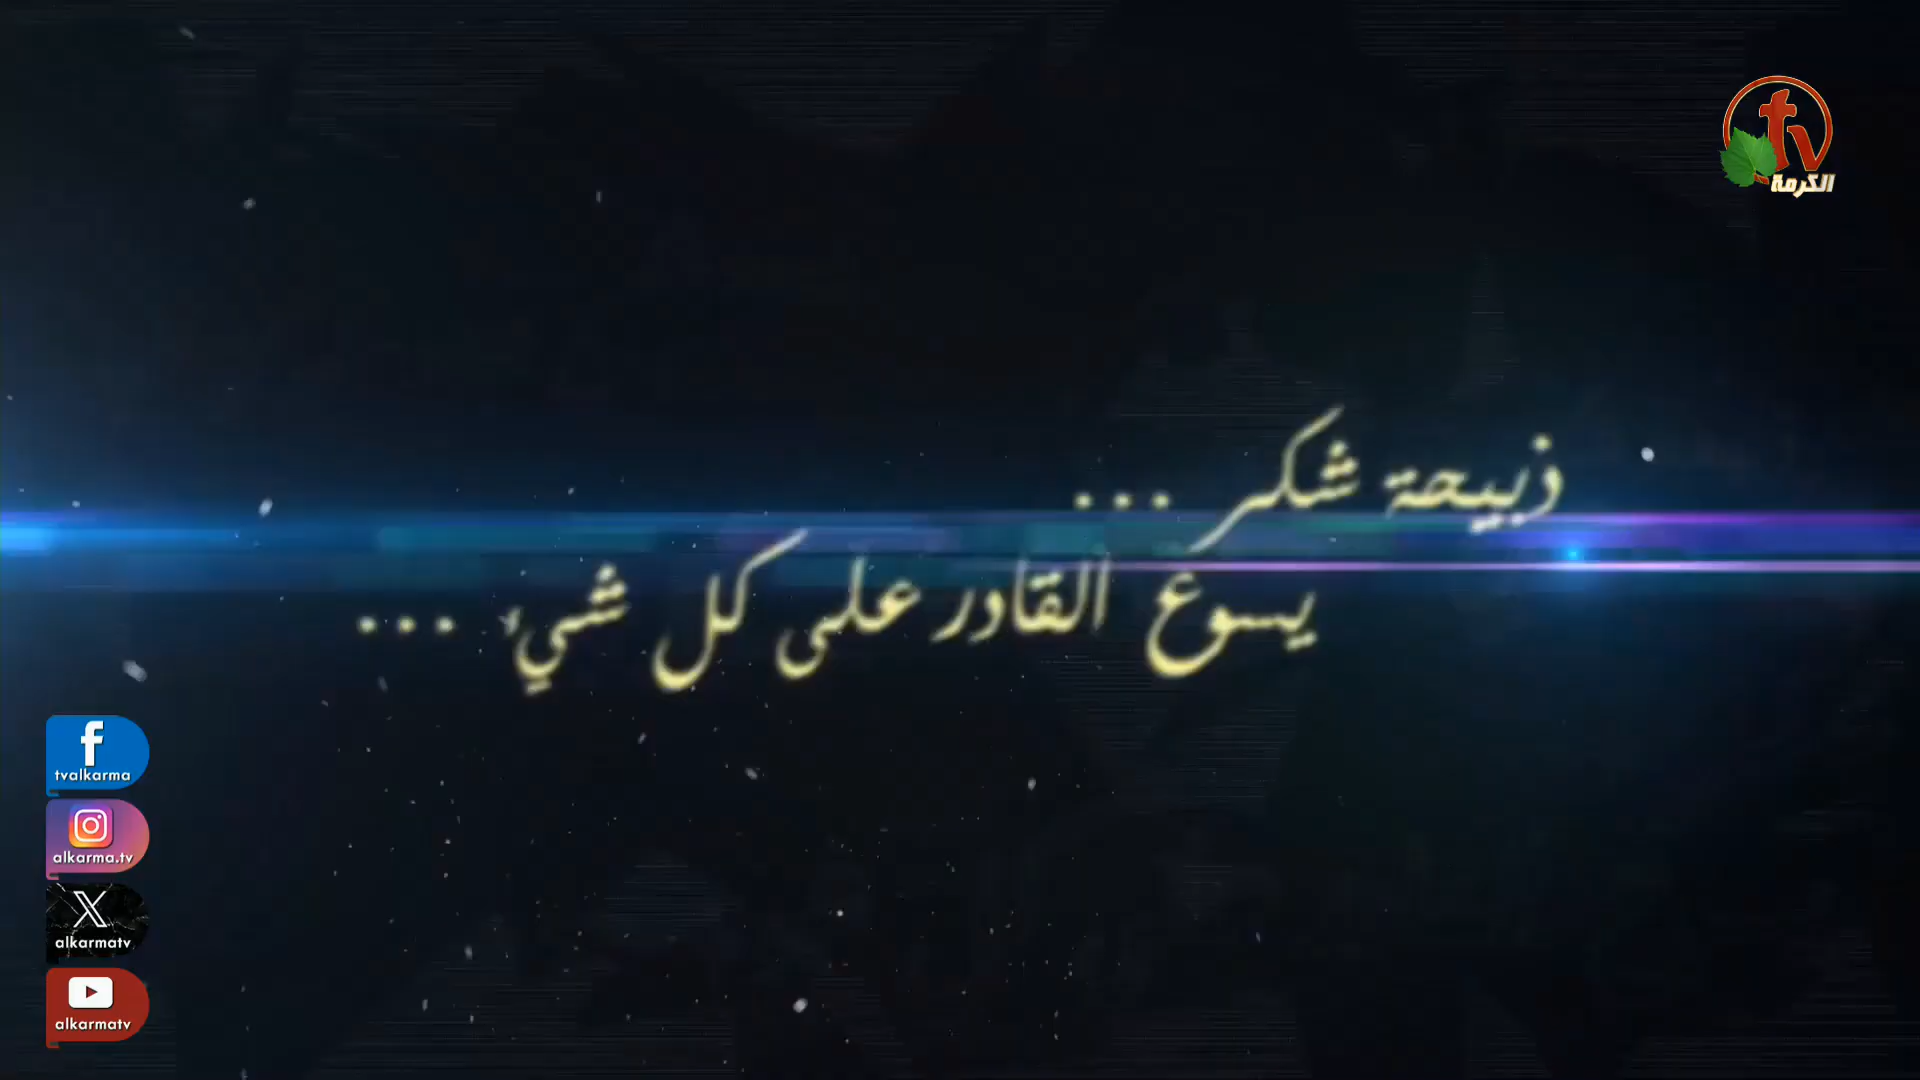 tv
الكرمة
ذبيحة شكر ...
يسوع القادر على كل شيء ...
tvalkarma
alkarma.tv
alkarmatv
alkarmatv